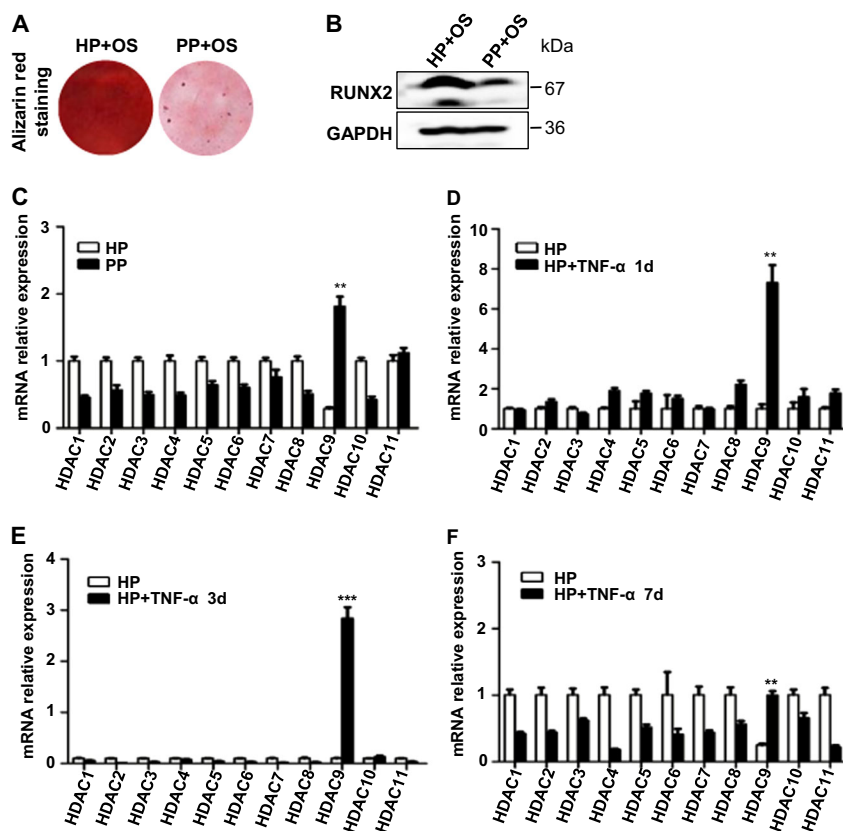 A
HP+OS PP+OS
Alizarin red
staining
B
HP+OS
PP+OS
kDa
RUNX2
67
GAPDH
36
C
mRNA relative expression
3
2
1
0
HP
PP
**
HDAC1
HDAC2
HDAC3
HDAC4
HDAC5
HDAC6
HDAC7
HDAC8
HDAC9
HDAC10
HDAC11
D
mRNA relative expression
10
8
6
4
2
0
HP
HP+TNF-α 1d
**
HDAC1
HDAC2
HDAC3
HDAC4
HDAC5
HDAC6
HDAC7
HDAC8
HDAC9
HDAC10
HDAC11
E
mRNA relative expression
4
3
2
1
0
HP
HP+TNF-α 3d
***
HDAC1
HDAC2
HDAC3
HDAC4
HDAC5
HDAC6
HDAC7
HDAC8
HDAC9
HDAC10
HDAC11
F
mRNA relative expression
3
2
1
0
HP
HP+TNF-α 7d
**
HDAC1
HDAC2
HDAC3
HDAC4
HDAC5
HDAC6
HDAC7
HDAC8
HDAC9
HDAC10
HDAC11